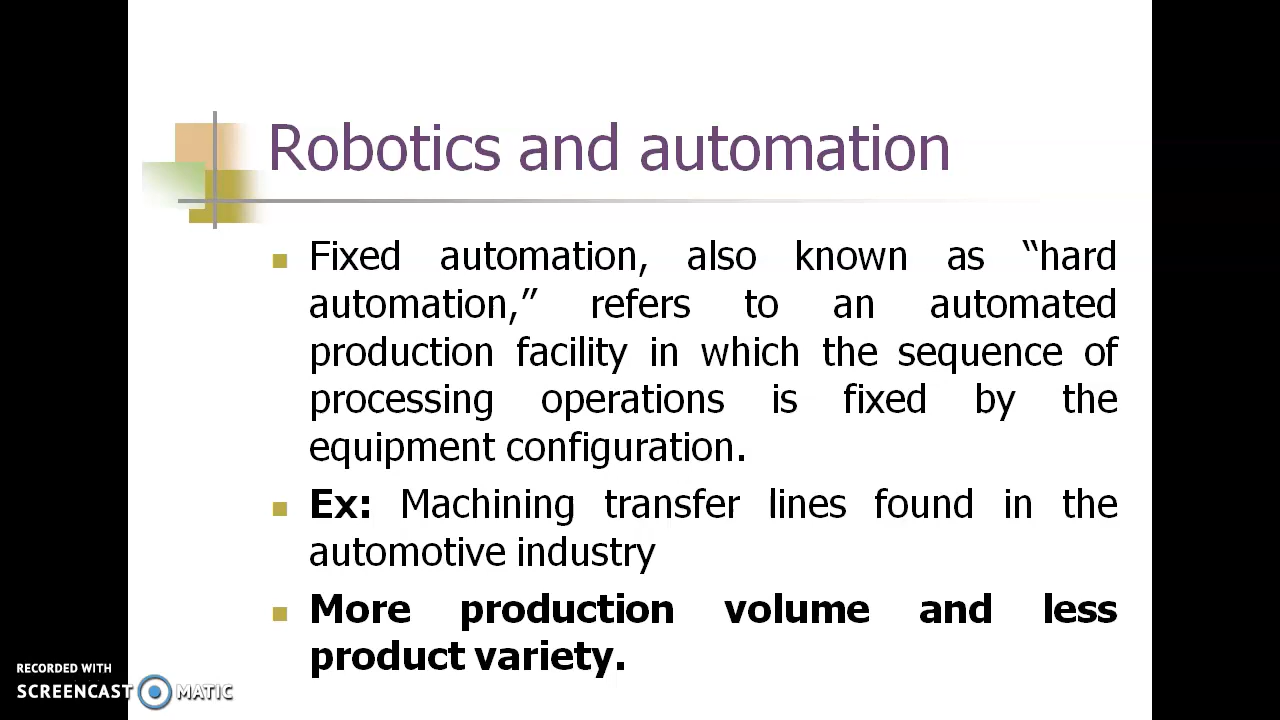 Robotics and automation
Fixed automation, also known as “hard
automation,” refers to an automated
production facility in which the sequence of
processing operations is fixed by the
equipment configuration.
Ex: Machining transfer lines found in the
automotive industry
More production volume and less
product variety.
RECORDED WITH
SCREENCAST MATIC